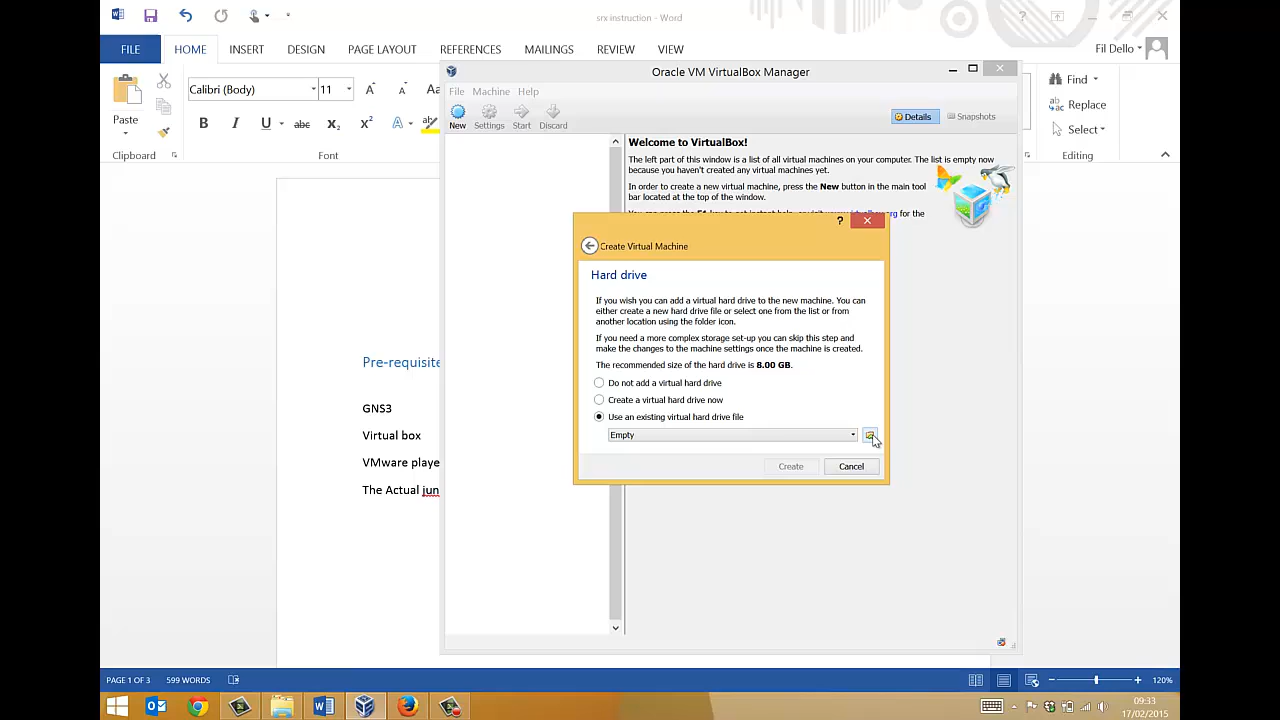 srx instruction - Word
FILE HOME INSERT DESIGN PAGE LAYOUT REFERENCES MAILINGS REVIEW VIEW
Fil Dello
Paste
Calibri (Body) 11
Clipboard
Font
Find
Replace
Select
Editing
Oracle VM VirtualBox Manager
File Machine Help
New Settings Start Discard
Details Snapshots
Welcome to VirtualBox!
The left part of this window is a list of all virtual machines on your computer. The list is empty now
because you haven't created any virtual machines yet.
In order to create a new virtual machine, press the New button in the main tool
bar located at the top of the window.
for the
Create Virtual Machine
Hard drive
If you wish you can add a virtual hard drive to the new machine. You can
either create a new hard drive file or select one from the list or from
another location using the folder icon.
If you need a more complex storage set-up you can skip this step and
make the changes to the machine settings once the machine is created.
The recommended size of the hard drive is 8.00 GB.
Do not add a virtual hard drive
Create a virtual hard drive now
Use an existing virtual hard drive file
Empty
Create Cancel
Pre-requisite
GNS3
Virtual box
VMware playe
The Actual jun
PAGE 1 OF 3 599 WORDS
120%
09:33
17/02/2015